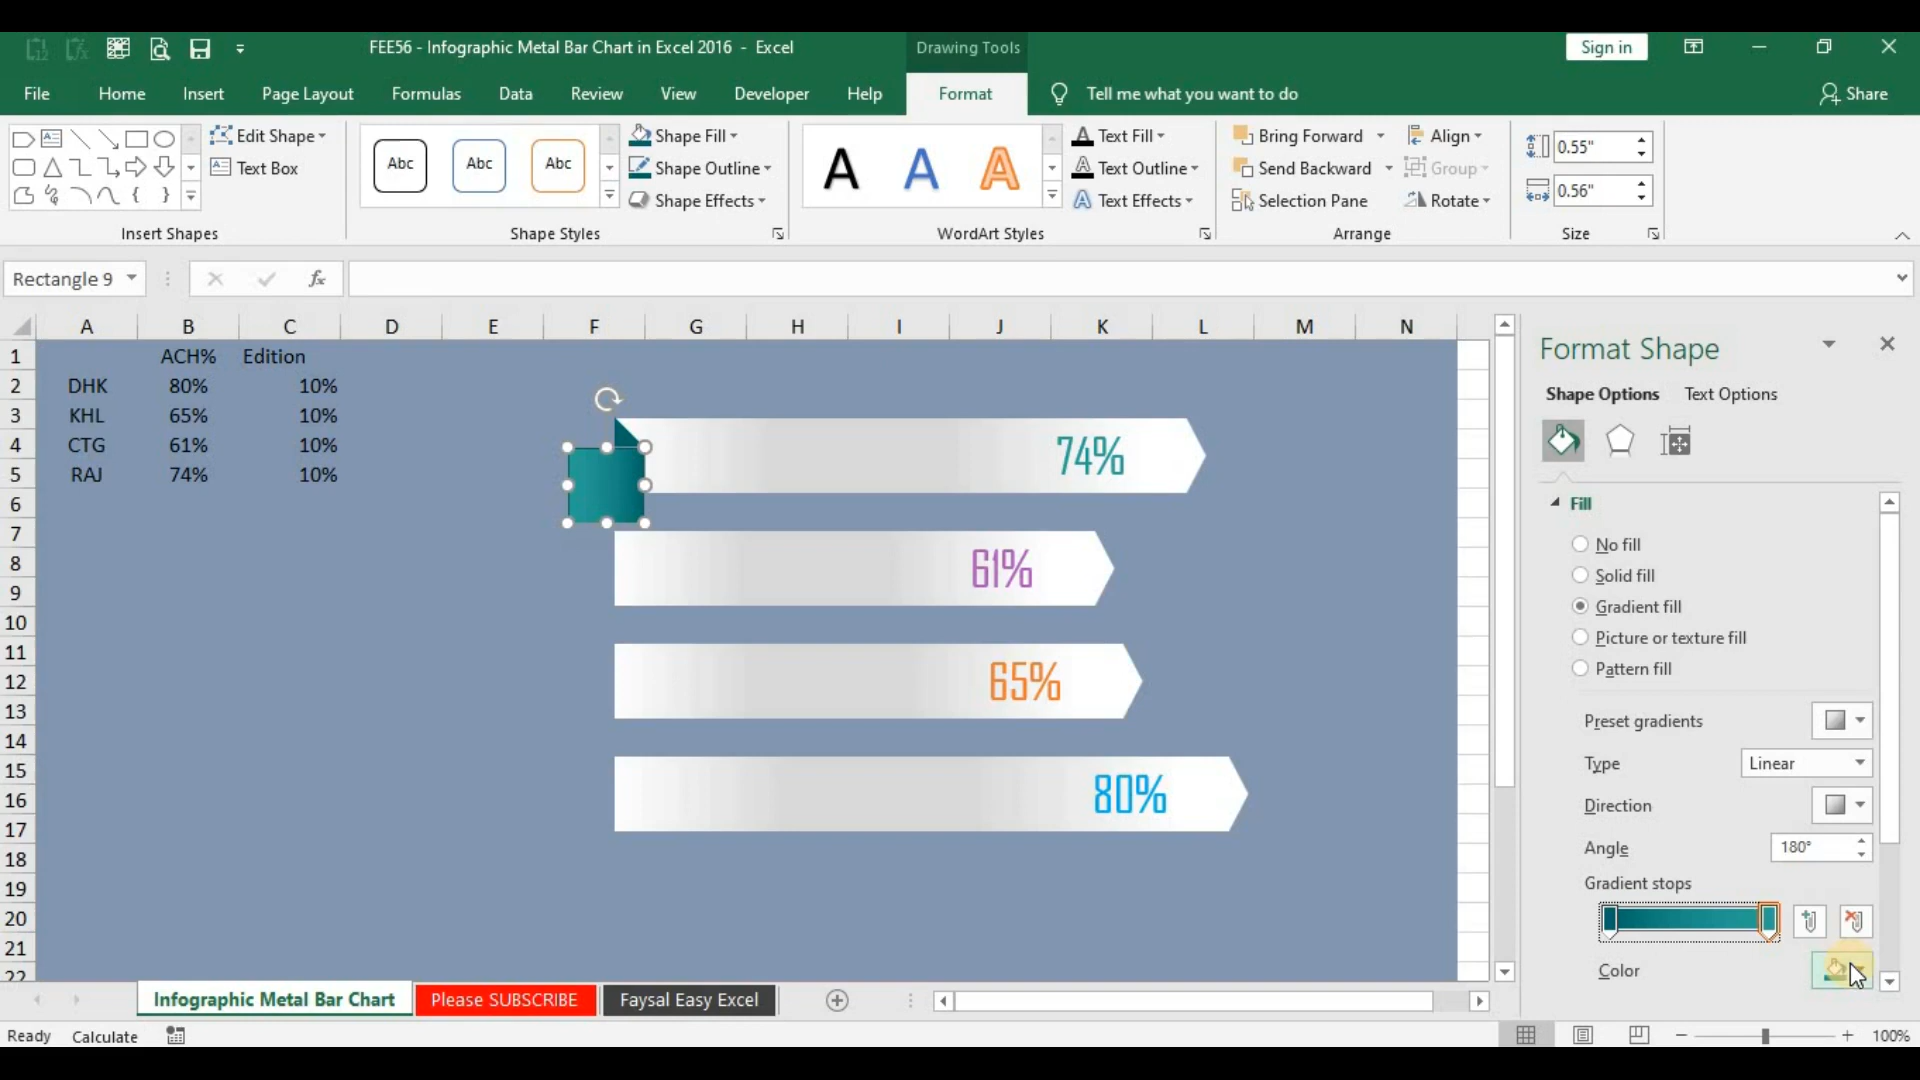 FEE56 - Infographic Metal Bar Chart in Excel 2016 - Excel
Drawing Tools
Sign in
File Home Insert Page Layout Formulas Data Review View Developer Help Format Tell me what you want to do Share
Edit Shape
Text Box
Insert Shapes
Abc Abc Abc
Shape Fill
Shape Outline
Shape Effects
Shape Styles
A A A
Text Fill
Text Outline
Text Effects
WordArt Styles
Bring Forward
Send Backward
Selection Pane
Align
Group
Rotate
Arrange
0.55"
0.56"
Size
Rectangle 9
fx
A B C D E F G H I J K L M N
1 ACH% Edition
2 DHK 80% 10%
3 KHL 65% 10%
4 CTG 61% 10%
5 RAJ 74% 10%
6
7
8
9
10
11
12
13
14
15
16
17
18
19
20
21
22
74%
61%
65%
80%
Format Shape
Shape Options Text Options
Fill
No fill
Solid fill
Gradient fill
Picture or texture fill
Pattern fill
Preset gradients
Type Linear
Direction
Angle 180°
Gradient stops
Color
Infographic Metal Bar Chart Please SUBSCRIBE Faysal Easy Excel
Ready Calculate 100%